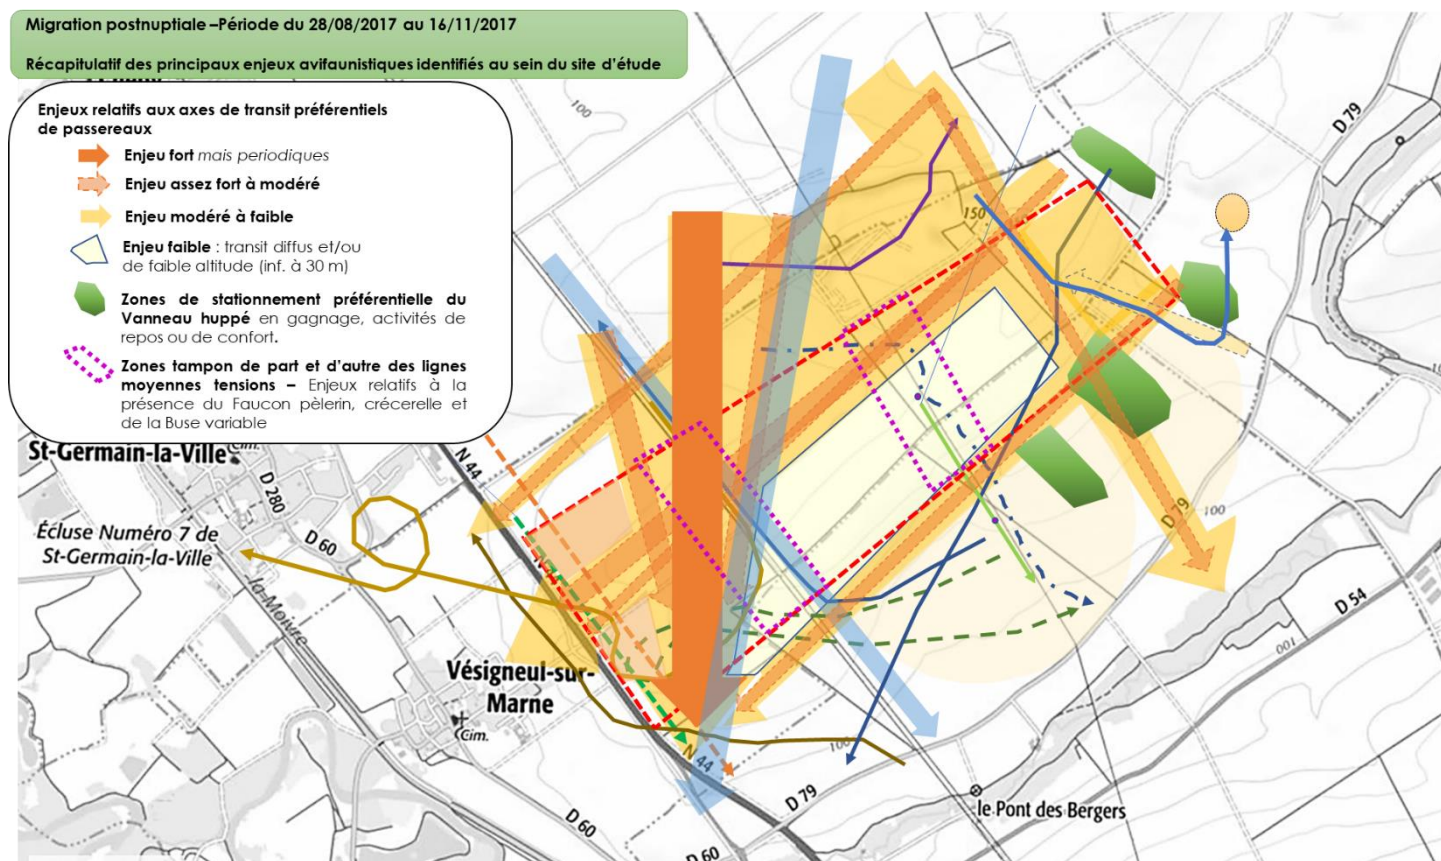 Migration postnuptiale –Période du 28/08/2017 au 16/11/2017
Récapitulatif des principaux enjeux avifaunistiques identifiés au sein du site d'étude
Enjeux relatifs aux axes de transit préférentiels
de passereaux
Enjeu fort mais periodiques
Enjeu assez fort à modéré
Enjeu modéré à faible
Enjeu faible : transit diffus et/ou
de faible altitude (inf. à 30 m)
Zones de stationnement préférentielle du
Vanneau huppé en gagnage, activités de
repos ou de confort.
Zones tampon de part et d'autre des lignes
moyennes tensions – Enjeux relatifs à la
présence du Faucon pèlerin, crécerelle et
de la Buse variable
100
D 79
150
St-Germain-la-Ville
Cim.
N 44
D 280
Écluse Numéro 7 de
St-Germain-la-Ville
D 60
la Moivre
D 79
100
D 54
100
Vésigneul-sur-
Marne
Cim.
N 44
100
D 79
le Pont des Bergers
D 60
D 60